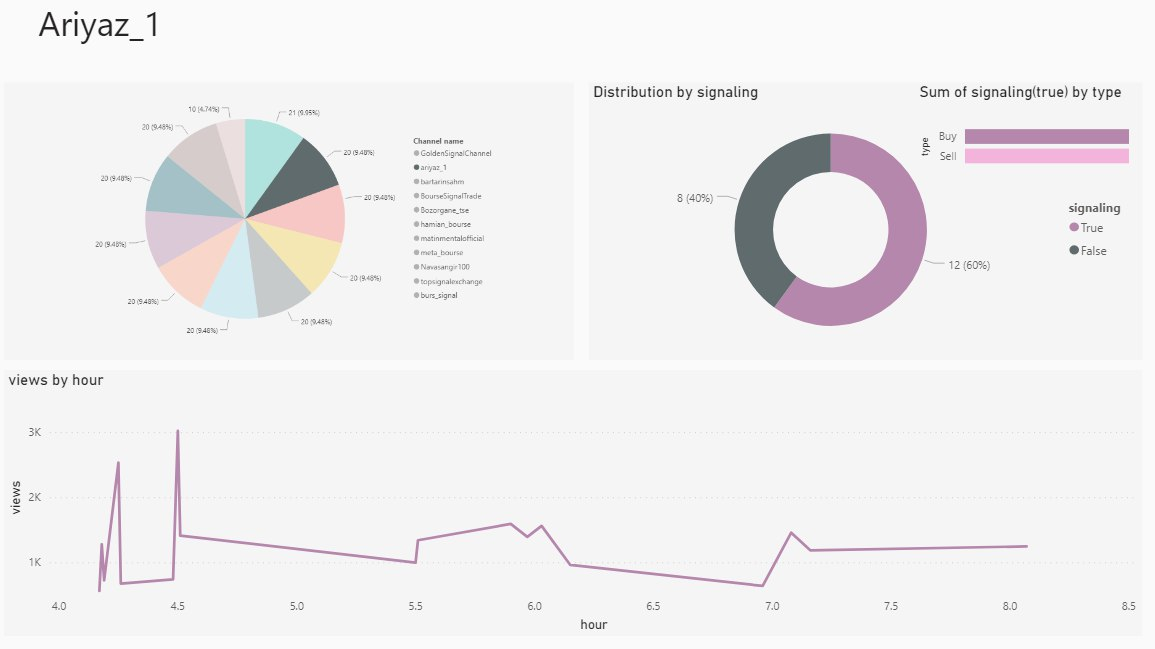 Ariyaz_1
10 (4.74%)
21 (9.95%)
20 (9.48%)
20 (9.48%)
20 (9.48%)
20 (9.48%)
20 (9.48%)
20 (9.48%)
20 (9.48%)
20 (9.48%)
20 (9.48%)
Channel name
GoldenSignalChannel
ariyaz_1
barlarinsahm
BourseSignalTrade
Bozorgane_tse
hamian_bourse
matinmentalofficial
meta_bourse
Navasangir100
topsignalexchange
burs_signal
Distribution by signaling
8 (40%)
12 (60%)
Sum of signaling(true) by type
type
Buy
Sell
signaling
True
False
views by hour
views
3K
2K
1K
4.0 4.5 5.0 5.5 6.0 6.5 7.0 7.5 8.0 8.5
hour